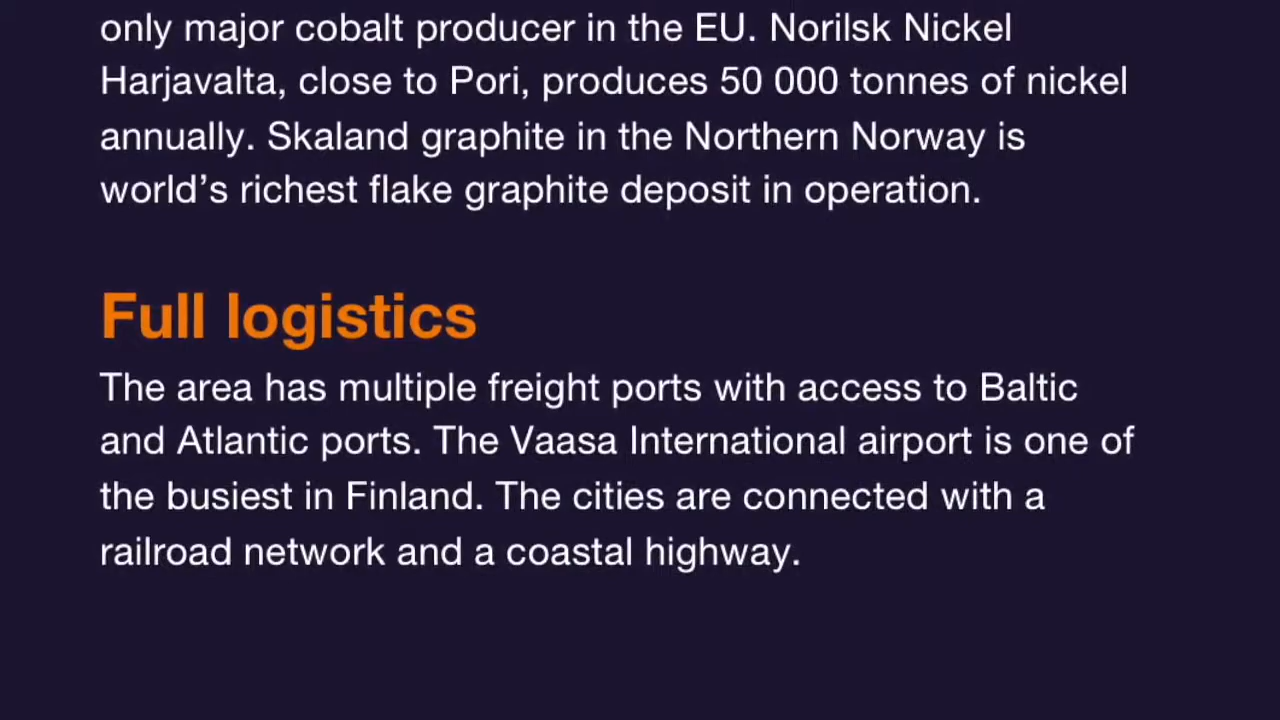 only major cobalt producer in the EU. Norilsk Nickel
Harjavalta, close to Pori, produces 50 000 tonnes of nickel
annually. Skaland graphite in the Northern Norway is
world’s richest flake graphite deposit in operation.
Full logistics
The area has multiple freight ports with access to Baltic
and Atlantic ports. The Vaasa International airport is one of
the busiest in Finland. The cities are connected with a
railroad network and a coastal highway.